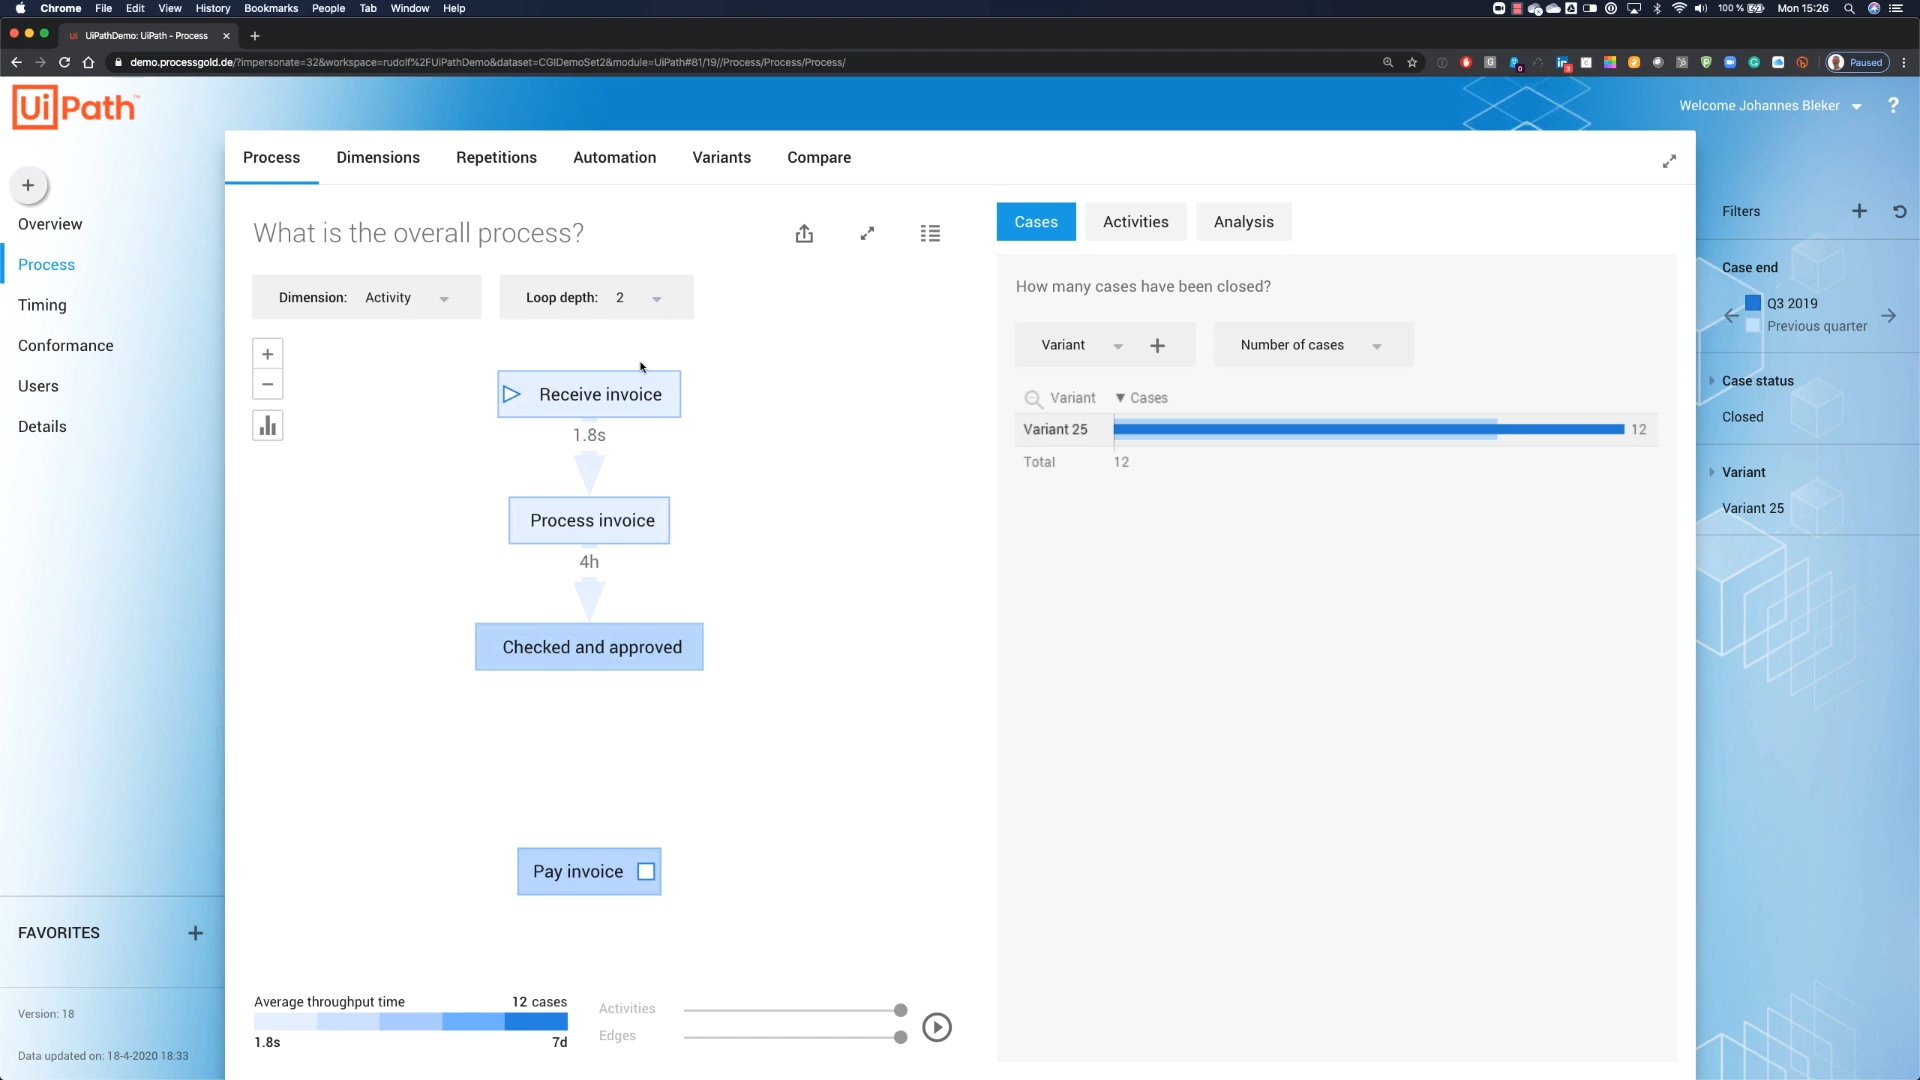 Chrome File Edit View History Bookmarks People Tab Window Help
100 % Mon 15:26
UiPathDemo: UiPath - Process
demo.processgold.de/?impersonate=32&workspace=rudolf%2FUiPathDemo&dataset=CGIDemoSet2&module=UiPath#81/19//Process/Process/Process/
Paused
Ui Path™
Welcome Johannes Bleker
?
Process Dimensions Repetitions Automation Variants Compare
Overview
Process
Timing
Conformance
Users
Details
FAVORITES
Version: 18
Data updated on: 18-4-2020 18:33
What is the overall process?
Dimension: Activity
Loop depth: 2
Receive invoice
1.8s
Process invoice
4h
Checked and approved
Pay invoice
Average throughput time 12 cases
1.8s 7d
Activities
Edges
Cases Activities Analysis
How many cases have been closed?
Variant
Number of cases
Variant Cases
Variant 25 12
Total 12
Filters
Case end
Q3 2019
Previous quarter
Case status
Closed
Variant
Variant 25